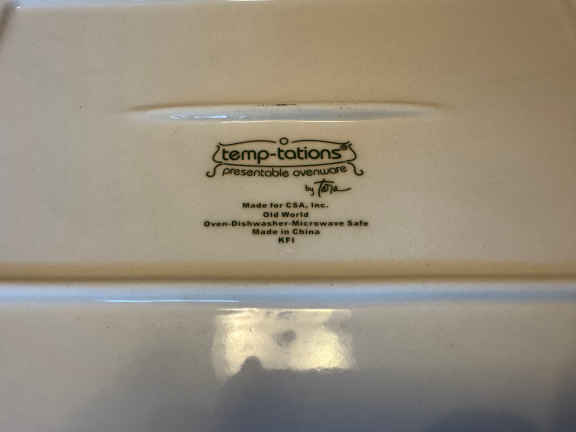 temp-tations®
presentable ovenware
by Tara
Made for CSA, Inc.
Old World
Oven-Dishwasher-Microwave Safe
Made in China
KFI